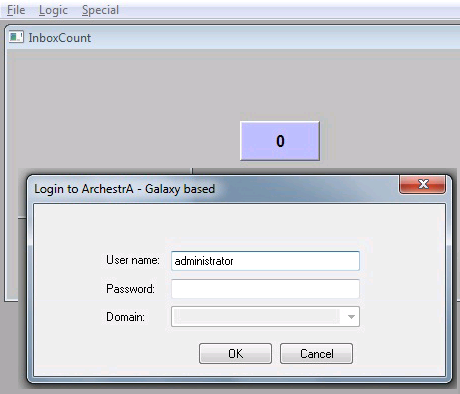 File Logic Special
InboxCount
0
Login to ArchestrA - Galaxy based
User name: administrator
Password:
Domain:
OK Cancel